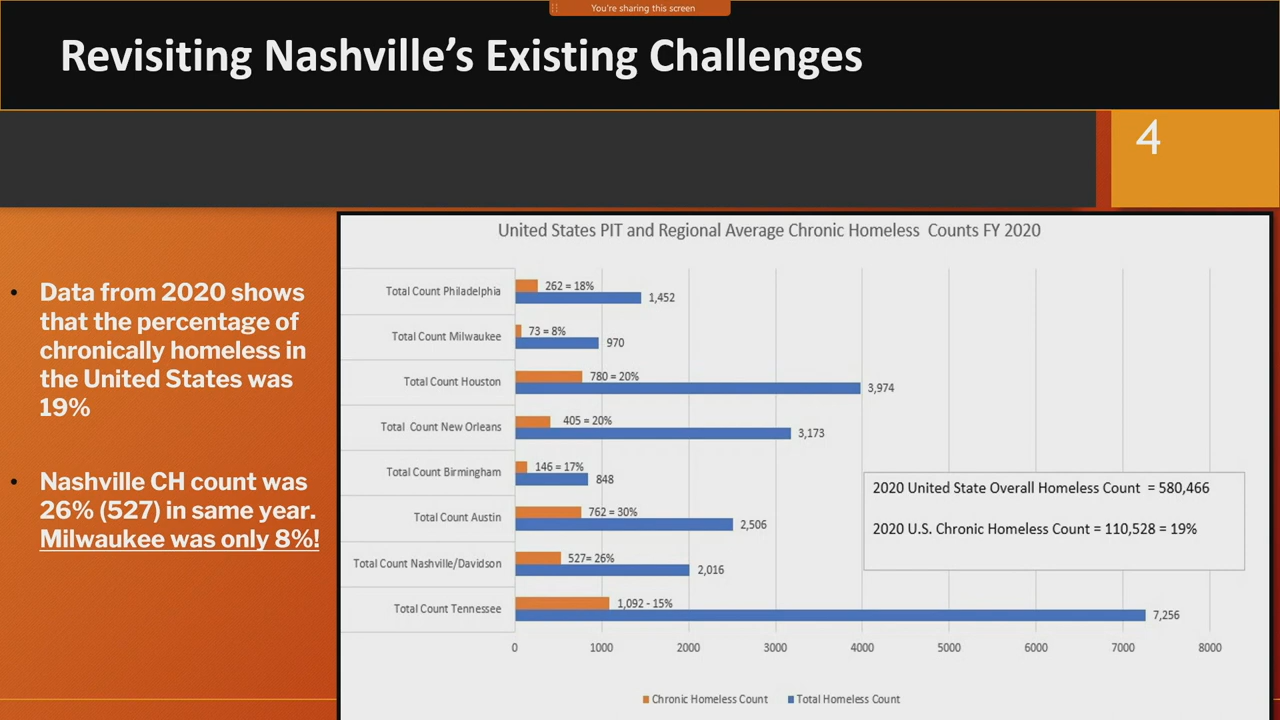 You're sharing this screen
Revisiting Nashville's Existing Challenges
4
• Data from 2020 shows
that the percentage of
chronically homeless in
the United States was
19%
• Nashville CH count was
26% (527) in same year.
Milwaukee was only 8%!
United States PIT and Regional Average Chronic Homeless Counts FY 2020
Total Count Philadelphia
262 = 18%
1,452
Total Count Milwaukee
73 = 8%
970
Total Count Houston
780 = 20%
3,974
Total Count New Orleans
405 = 20%
3,173
Total Count Birmingham
146 = 17%
848
Total Count Austin
762 = 30%
2,506
Total Count Nashville/Davidson
527= 26%
2,016
Total Count Tennessee
1,092 - 15%
7,256
2020 United State Overall Homeless Count = 580,466
2020 U.S. Chronic Homeless Count = 110,528 = 19%
0 1000 2000 3000 4000 5000 6000 7000 8000
Chronic Homeless Count Total Homeless Count